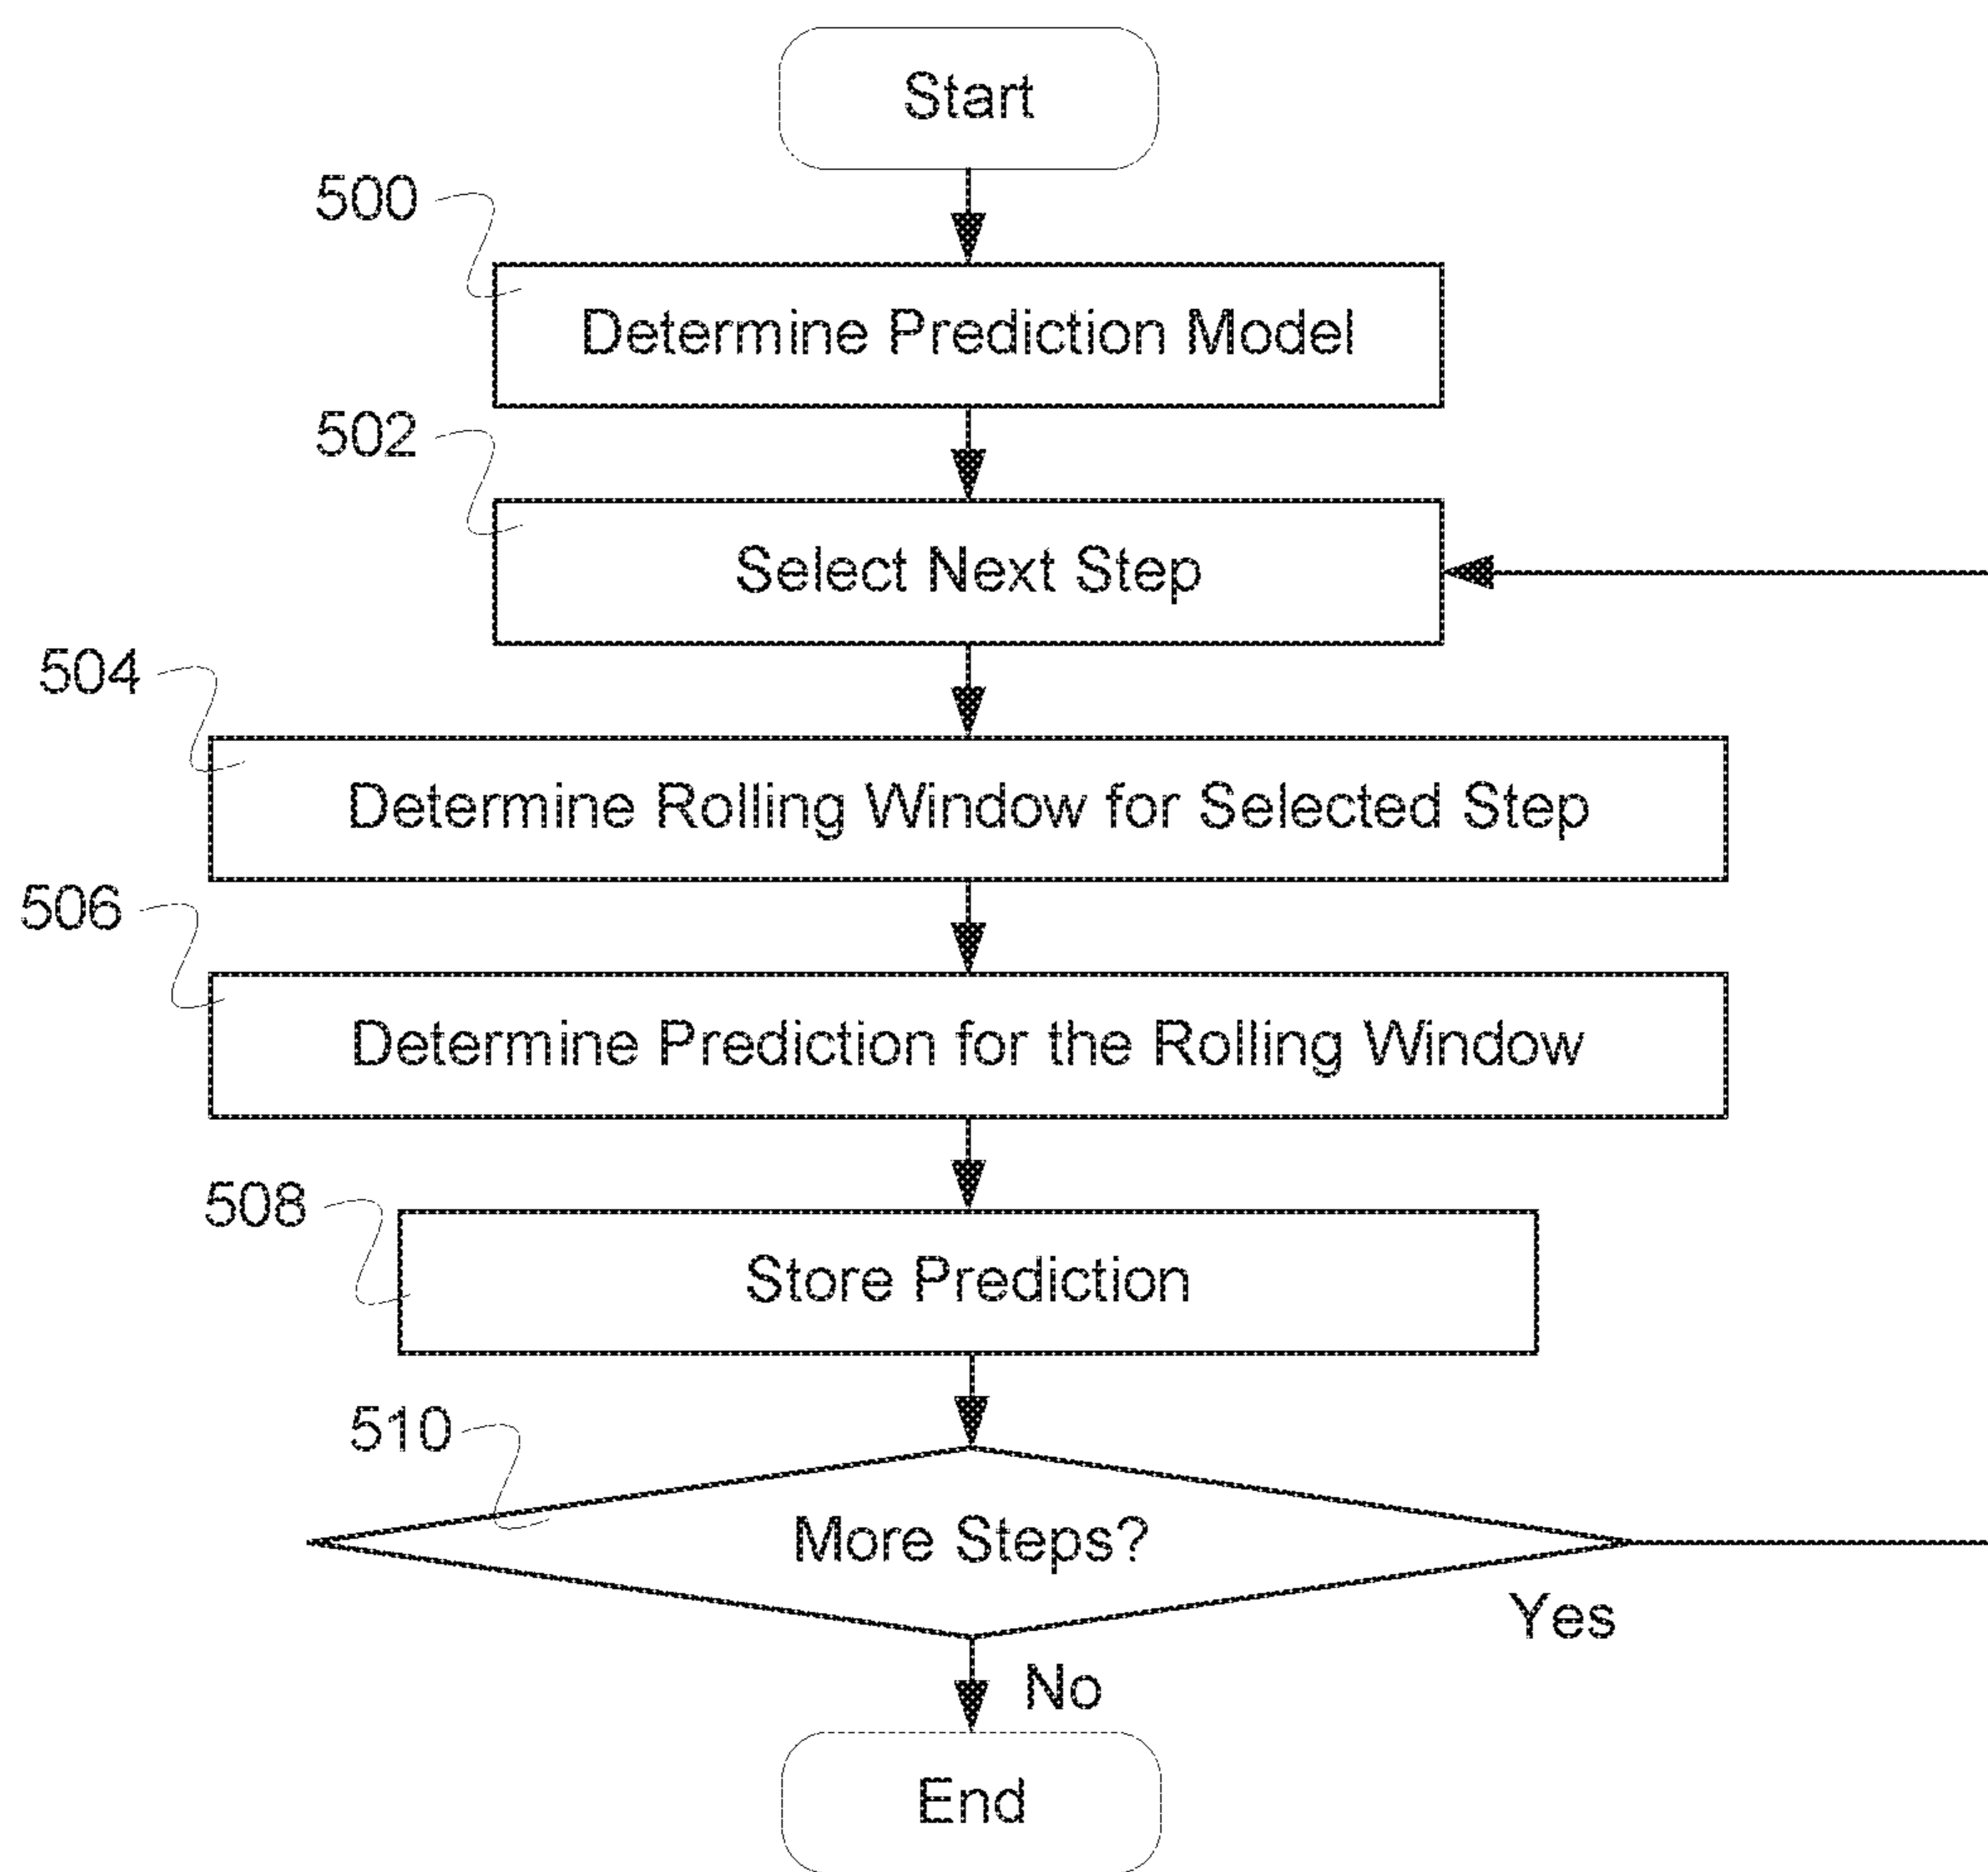 Start
500
Determine Prediction Model
502
Select Next Step
504
Determine Rolling Window for Selected Step
506
Determine Prediction for the Rolling Window
508
Store Prediction
510
More Steps?
Yes
No
End